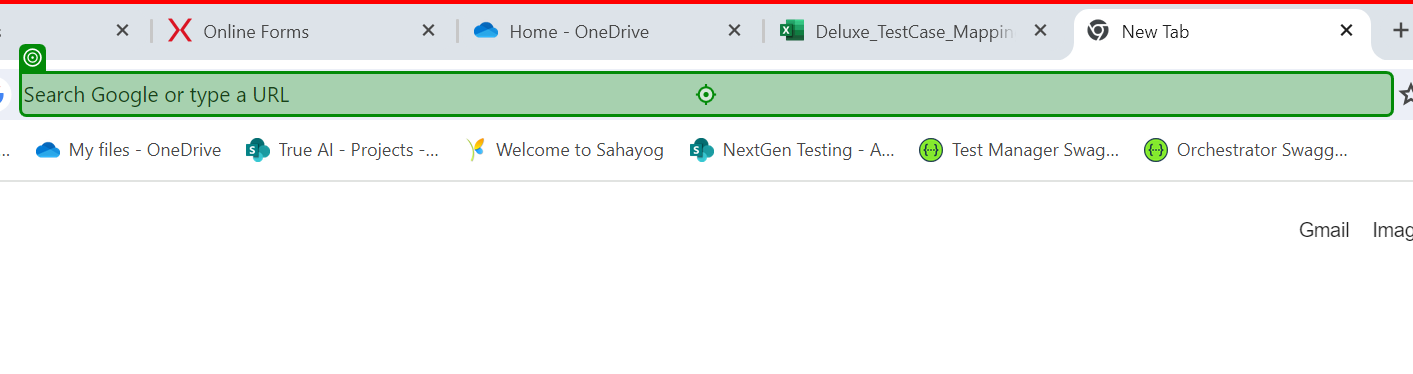 Online Forms
Home - OneDrive
Deluxe_TestCase_Mappin
New Tab
Search Google or type a URL
... My files - OneDrive True AI - Projects -... Welcome to Sahayog NextGen Testing - A... Test Manager Swag... Orchestrator Swagg...
Gmail Imag